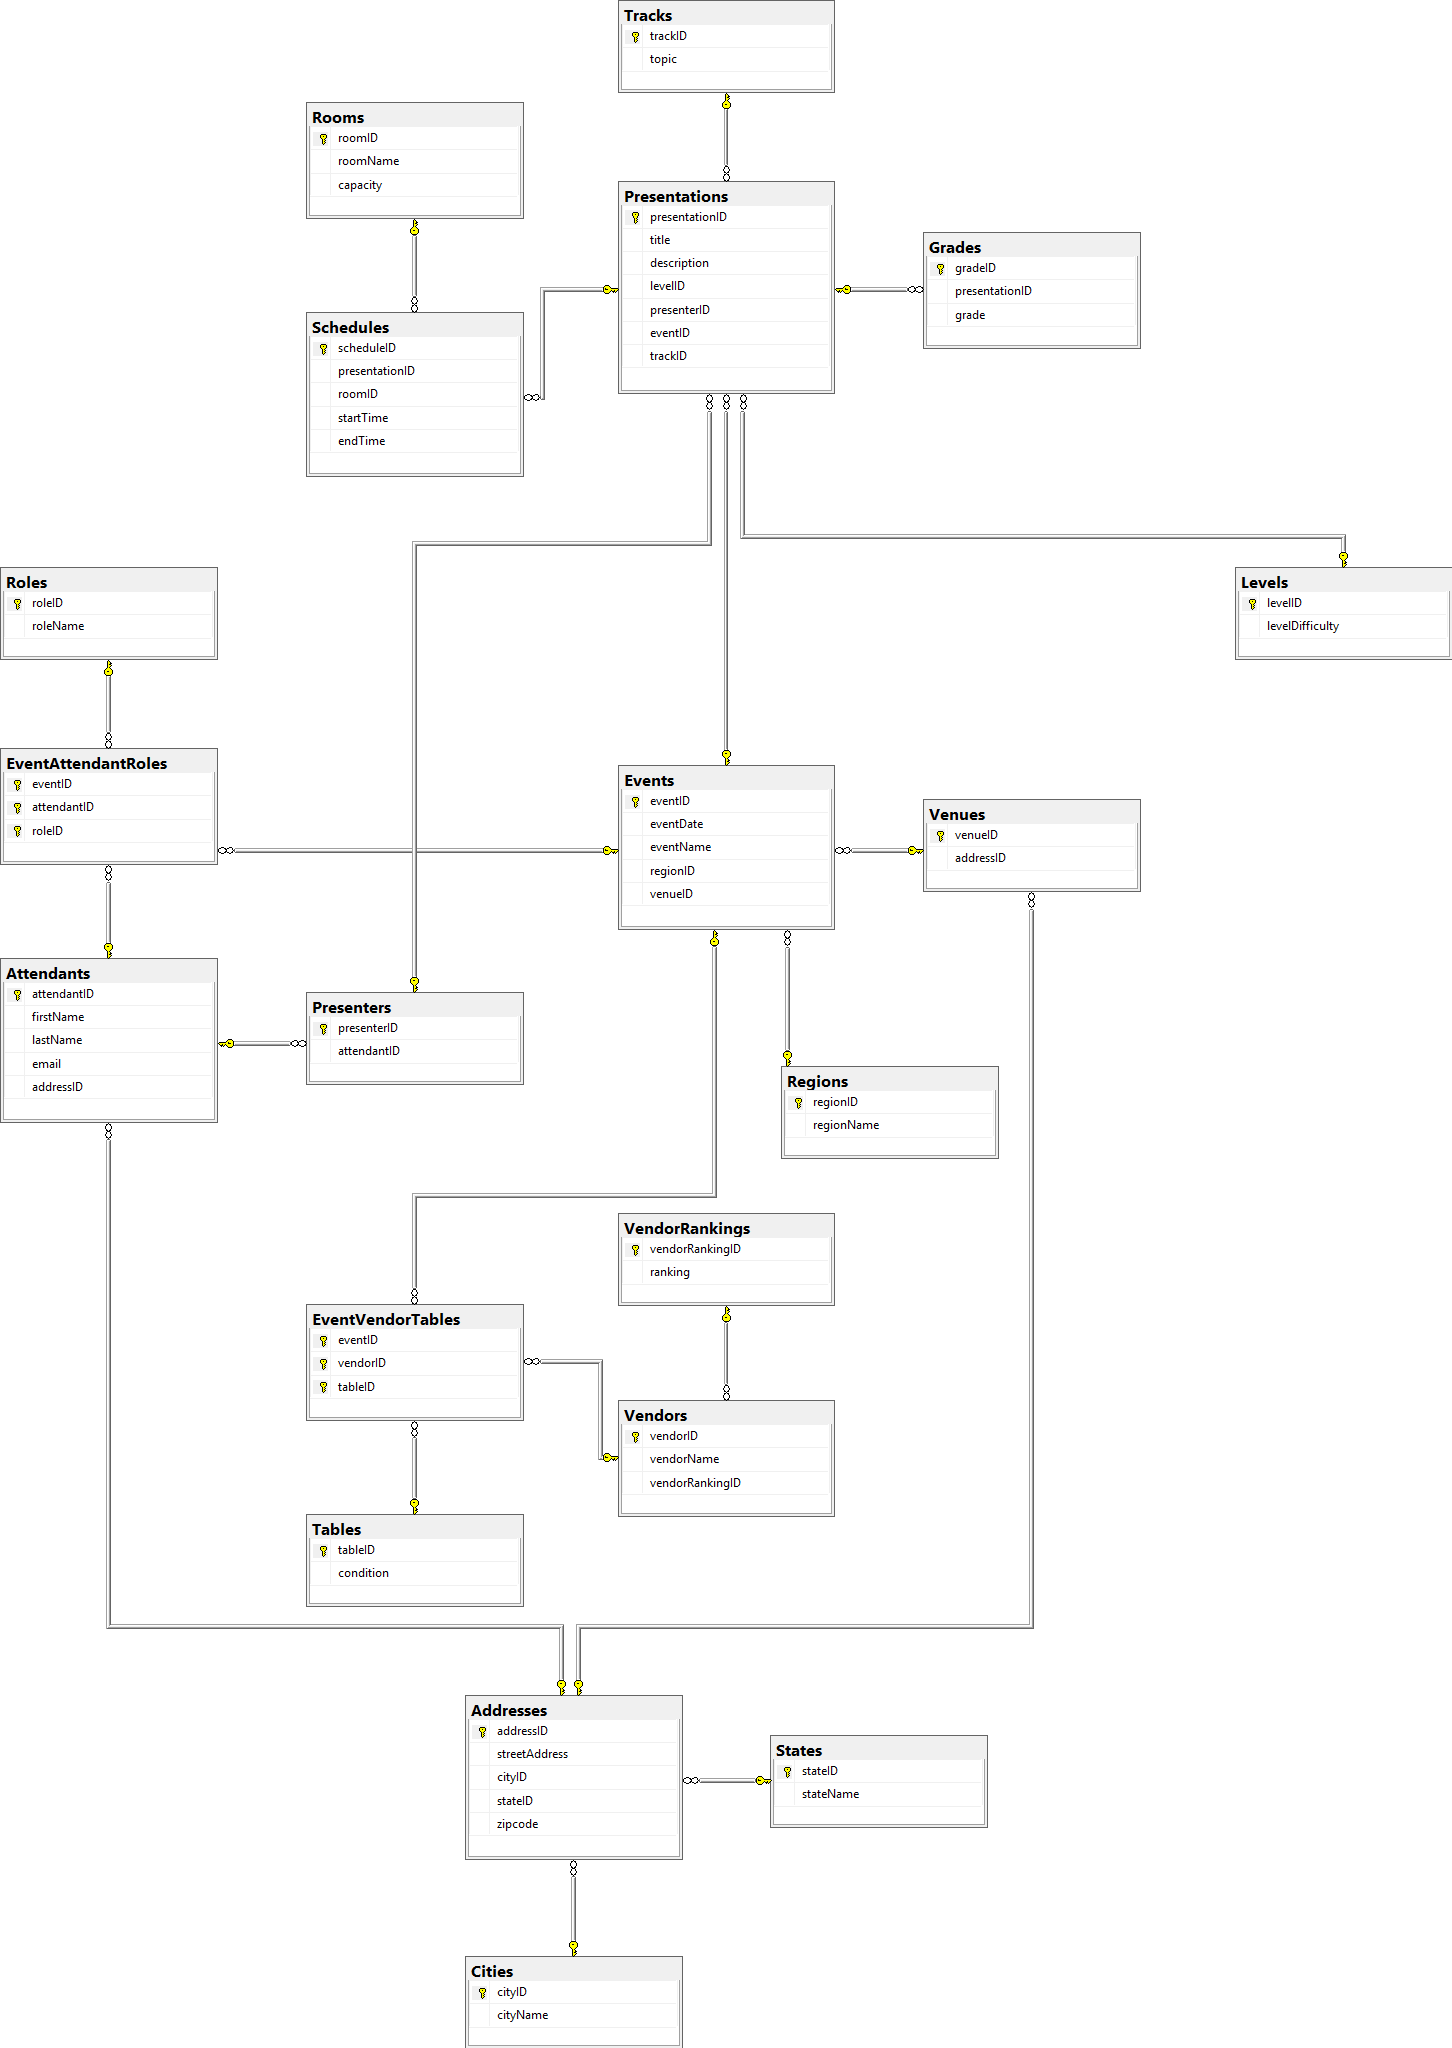 Tracks
trackID
topic
Rooms
roomID
roomName
capacity
Presentations
presentationID
title
description
levelID
presenterID
eventID
trackID
Grades
gradeID
presentationID
grade
Schedules
scheduleID
presentationID
roomID
startTime
endTime
Roles
roleID
roleName
Levels
levelID
levelDifficulty
EventAttendantRoles
eventID
attendantID
roleID
Events
eventID
eventDate
eventName
regionID
venueID
Venues
venueID
addressID
Attendants
attendantID
firstName
lastName
email
addressID
Presenters
presenterID
attendantID
Regions
regionID
regionName
VendorRankings
vendorRankingID
ranking
EventVendorTables
eventID
vendorID
tableID
Vendors
vendorID
vendorName
vendorRankingID
Tables
tableID
condition
Addresses
addressID
streetAddress
cityID
stateID
zipcode
States
stateID
stateName
Cities
cityID
cityName